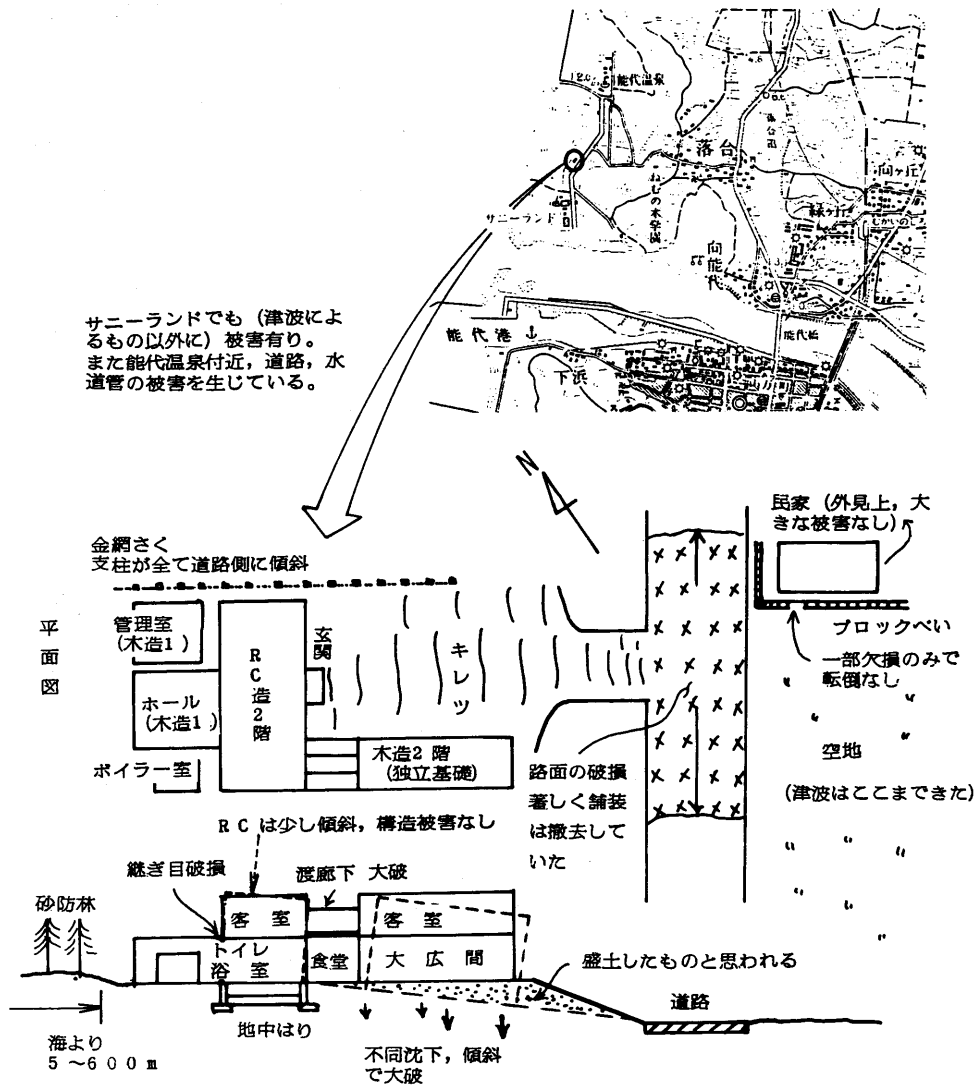 能代温泉
落台
向ヶ丘
緑ヶ丘
サニーランド
ねむの木学園
向能代
能代橋
能代港
下浜
サニーランドでも（津波によ
るもの以外に）被害有り。
また能代温泉付近，道路，水
道管の被害を生じている。
N
民家（外見上，大
きな被害なし）
金網さく
支柱が全て道路側に傾斜
平面図
管理室
（木造1）
玄関
キレツ
RC造2階
ホール
（木造1）
ボイラー室
木造2階
（独立基礎）
ブロックべい
一部欠損のみで
転倒なし
空地
（津波はここまできた）
路面の破損
著しく舗装
は撤去して
いた
RCは少し傾斜，構造被害なし
継ぎ目破損
渡廊下 大破
砂防林
客室
客室
トイレ
浴室
食堂
大広間
盛土したものと思われる
道路
地中はり
海より
5～600m
不同沈下，傾斜
で大破